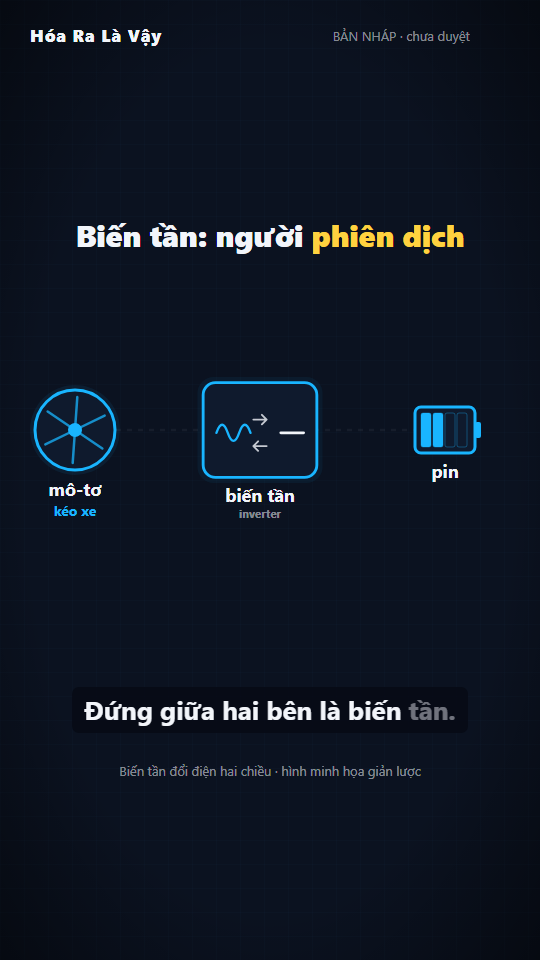 Hóa Ra Là Vậy
BẢN NHÁP · chưa duyệt
Biến tần: người phiên dịch
mô-tơ
kéo xe
biến tần
inverter
pin
Đứng giữa hai bên là biến tần.
Biến tần đổi điện hai chiều · hình minh họa giản lược